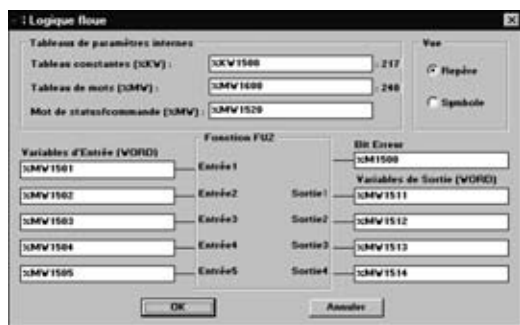 Logique floue
Tableaux de paramètres internes
Tableau constantes (%KW) : %KW1500 : 217
Tableau de mots (%MW) : %MW1600 : 240
Mot de status/commande (%MW) : %MW1520
Vue
Repère
Symbole
Fonction FUZ
Variables d'Entrée (WORD)
%MW1501 Entrée1
%MW1502 Entrée2
%MW1503 Entrée3
%MW1504 Entrée4
%MW1505 Entrée5
Bit Erreur
%M1500
Variables de Sortie (WORD)
Sortie1 %MW1511
Sortie2 %MW1512
Sortie3 %MW1513
Sortie4 %MW1514
OK
Annuler